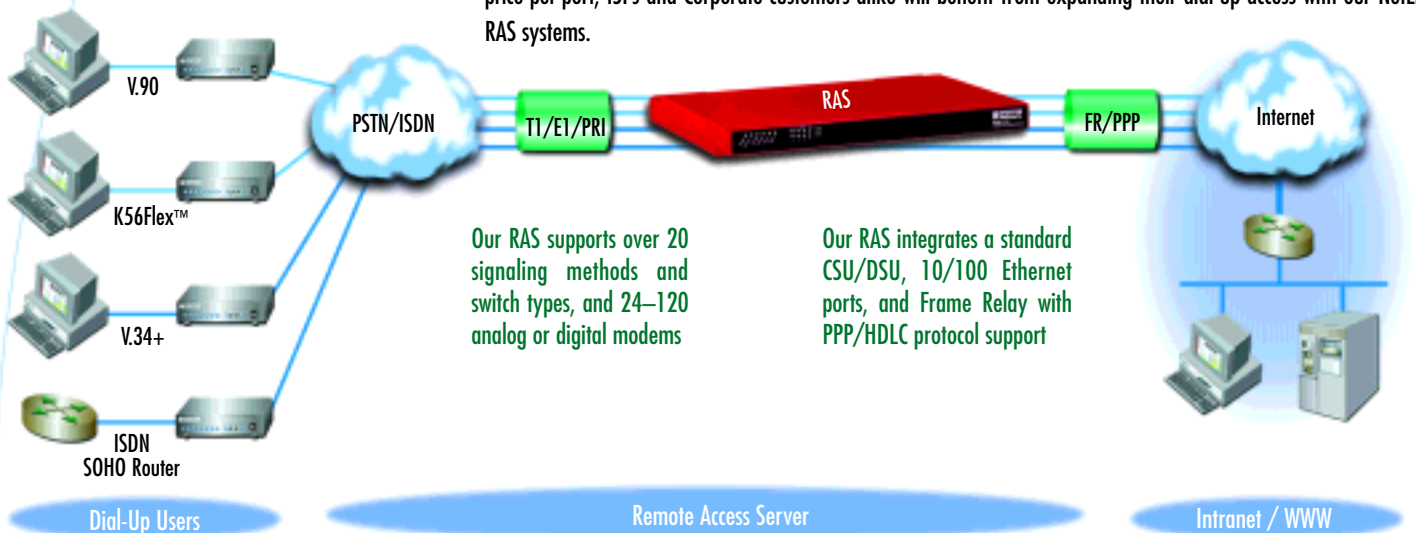 RAS systems.
V.90
K56Flex™
V.34+
ISDN
SOHO Router
PSTN/ISDN
T1/E1/PRI
RAS
FR/PPP
Internet
Our RAS supports over 20
signaling methods and
switch types, and 24–120
analog or digital modems
Our RAS integrates a standard
CSU/DSU, 10/100 Ethernet
ports, and Frame Relay with
PPP/HDLC protocol support
Dial-Up Users
Remote Access Server
Intranet / WWW